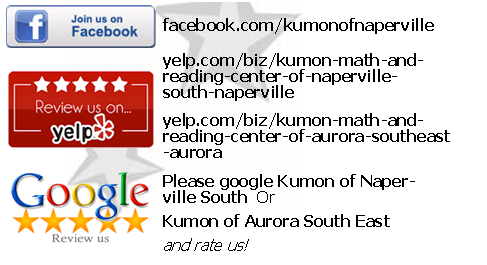 Join us on
Facebook
facebook.com/kumonofnaperville
yelp.com/biz/kumon-math-and-
reading-center-of-naperville-
south-naperville
Review us on...
yelp
yelp.com/biz/kumon-math-and-
reading-center-of-aurora-southeast
-aurora
Google
Review us
Please google Kumon of Naper-
ville South Or
Kumon of Aurora South East
and rate us!